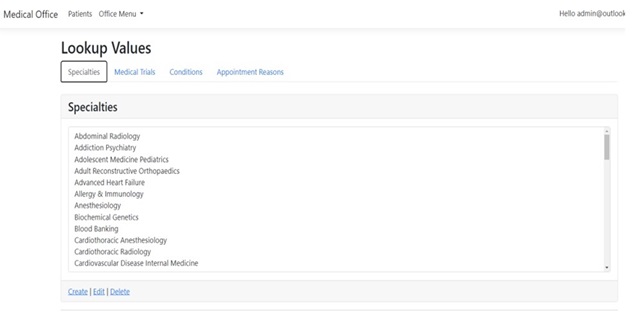 Medical Office Patients Office Menu Hello admin@outlook
Lookup Values
Specialties Medical Trials Conditions Appointment Reasons
Specialties
Abdominal Radiology
Addiction Psychiatry
Adolescent Medicine Pediatrics
Adult Reconstructive Orthopaedics
Advanced Heart Failure
Allergy & Immunology
Anesthesiology
Biochemical Genetics
Blood Banking
Cardiothoracic Anesthesiology
Cardiothoracic Radiology
Cardiovascular Disease Internal Medicine
Create | Edit | Delete